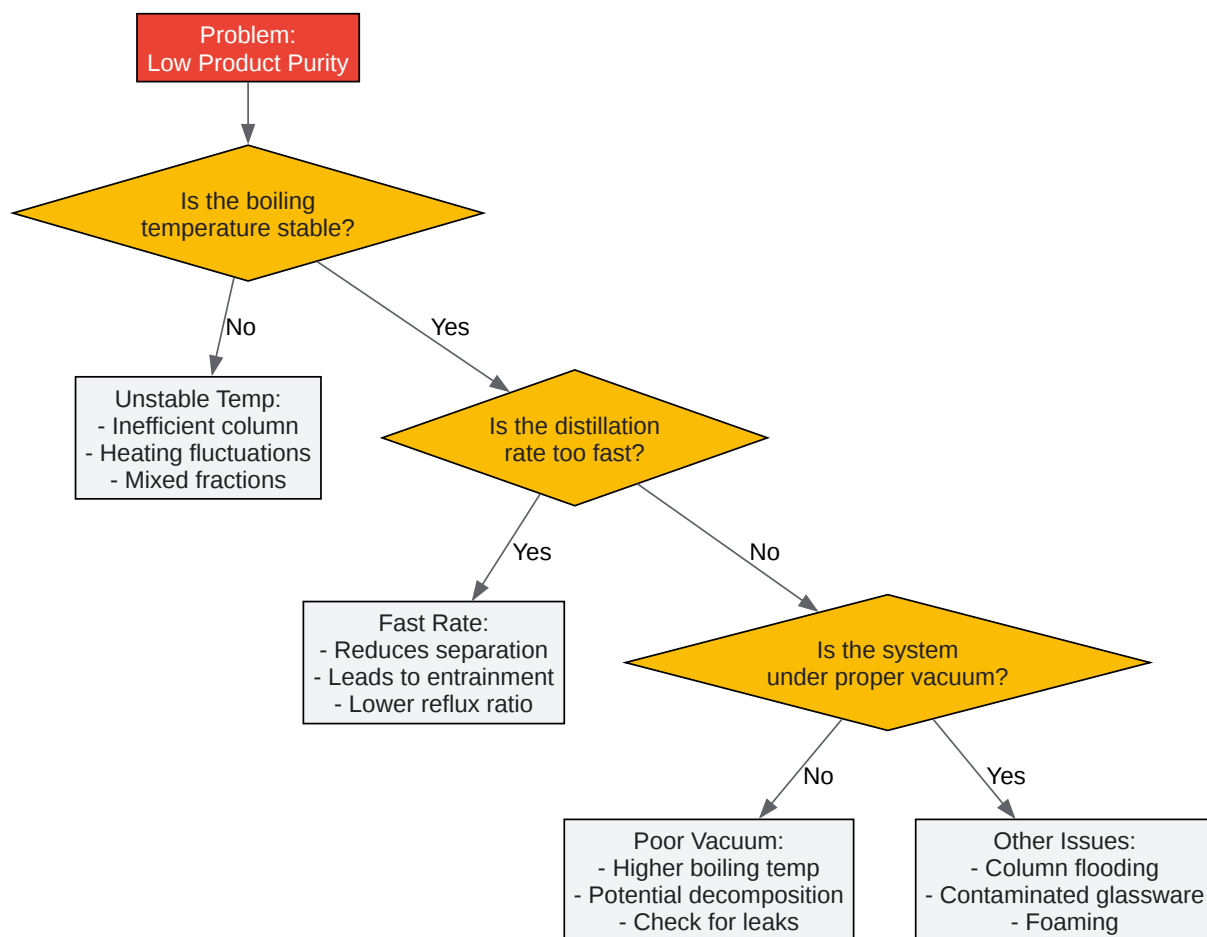 Problem:
Low Product Purity
Is the boiling
temperature stable?
No
Yes
Unstable Temp:
- Inefficient column
- Heating fluctuations
- Mixed fractions
Is the distillation
rate too fast?
Yes
No
Fast Rate:
- Reduces separation
- Leads to entrainment
- Lower reflux ratio
Is the system
under proper vacuum?
No
Yes
Poor Vacuum:
- Higher boiling temp
- Potential decomposition
- Check for leaks
Other Issues:
- Column flooding
- Contaminated glassware
- Foaming